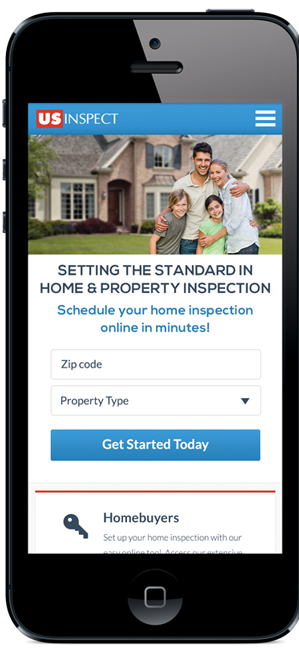 US INSPECT
SETTING THE STANDARD IN
HOME & PROPERTY INSPECTION
Schedule your home inspection
online in minutes!
Zip code
Property Type
Get Started Today
Homebuyers
Set up your home inspection with our
easy online tool. Access our extensive